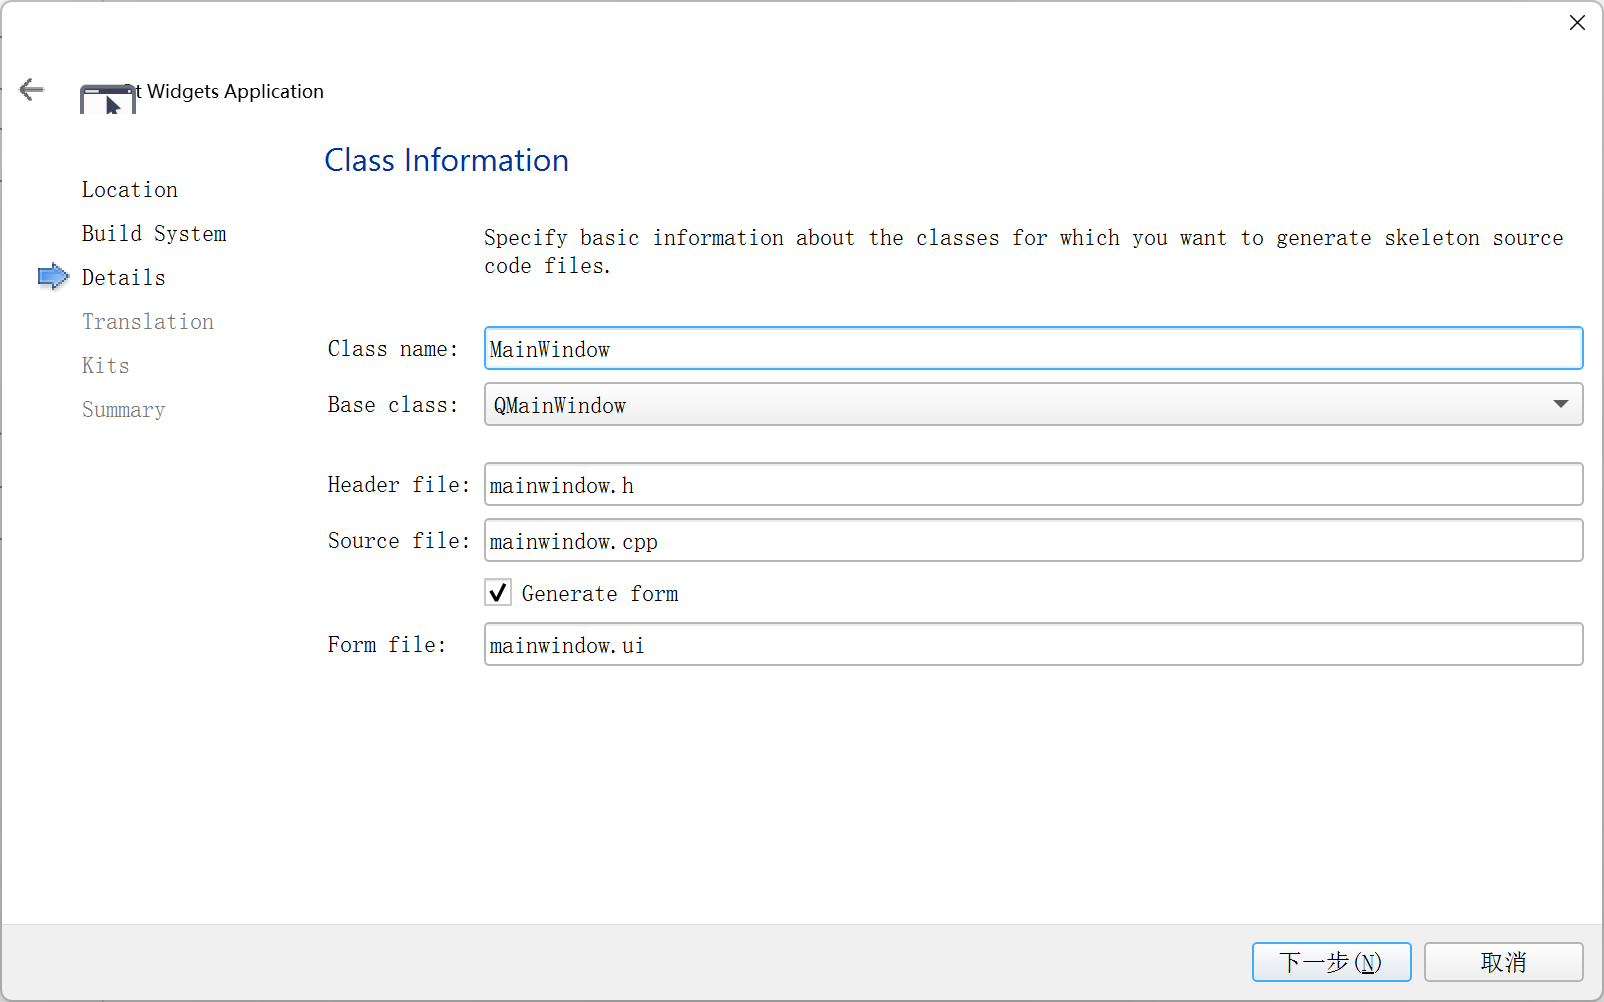 t Widgets Application
Class Information
Location
Build System
Details
Translation
Kits
Summary
Specify basic information about the classes for which you want to generate skeleton source
code files.
Class name: MainWindow
Base class: QMainWindow
Header file: mainwindow.h
Source file: mainwindow.cpp
Generate form
Form file: mainwindow.ui
下一步(N) 取消